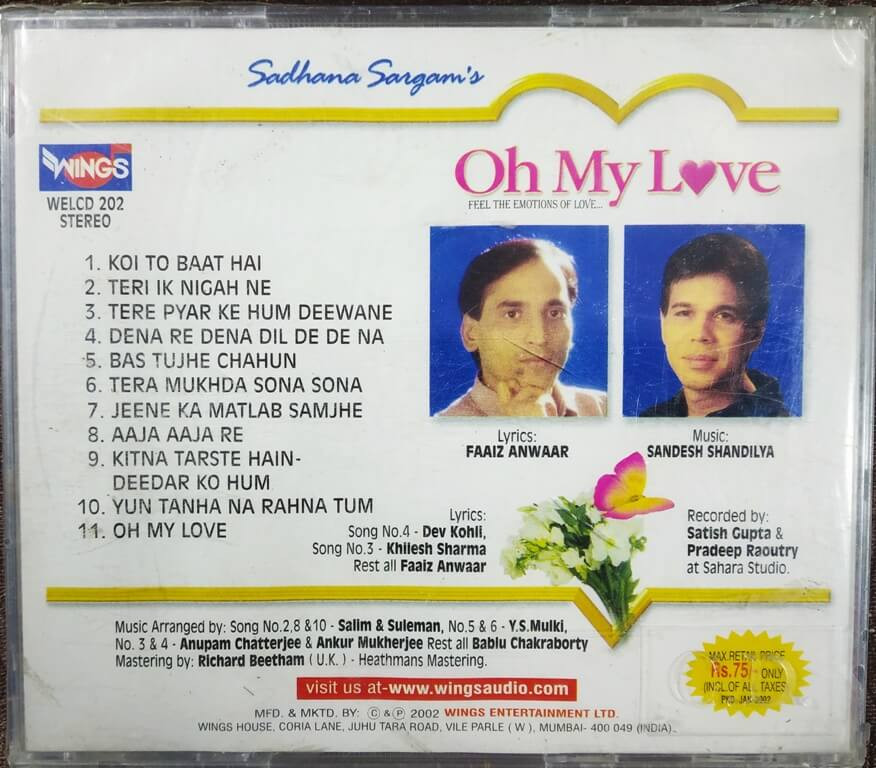 Sadhana Sargam's
WINGS
WELCD 202
STEREO
Oh My Love
FEEL THE EMOTIONS OF LOVE...
1. KOI TO BAAT HAI
2. TERI IK NIGAH NE
3. TERE PYAR KE HUM DEEWANE
4. DENA RE DENA DIL DE DE NA
5. BAS TUJHE CHAHUN
6. TERA MUKHDA SONA SONA
7. JEENE KA MATLAB SAMJHE
8. AAJA AAJA RE
9. KITNA TARSTE HAIN-
DEEDAR KO HUM
10. YUN TANHA NA RAHNA TUM
11. OH MY LOVE
Lyrics:
FAAIZ ANWAAR
Music:
SANDESH SHANDILYA
Lyrics:
Song No.4 - Dev Kohli,
Song No.3 - Khilesh Sharma
Rest all Faaiz Anwaar
Recorded by:
Satish Gupta &
Pradeep Raoutry
at Sahara Studio.
Music Arranged by: Song No.2,8 &10 - Salim & Suleman, No.5 & 6 - Y.S.Mulki,
No. 3 & 4 - Anupam Chatterjee & Ankur Mukherjee Rest all Bablu Chakraborty
Mastering by: Richard Beetham ( U.K. ) - Heathmans Mastering.
visit us at-www.wingsaudio.com
MFD. & MKTD. BY: © & ℗ 2002 WINGS ENTERTAINMENT LTD.
WINGS HOUSE, CORIA LANE, JUHU TARA ROAD, VILE PARLE ( W ), MUMBAI- 400 049 (INDIA).
MAX.RETAIL PRICE
Rs.75/- ONLY
(INCL.OF ALL TAXES)
PKD. JAN-2002